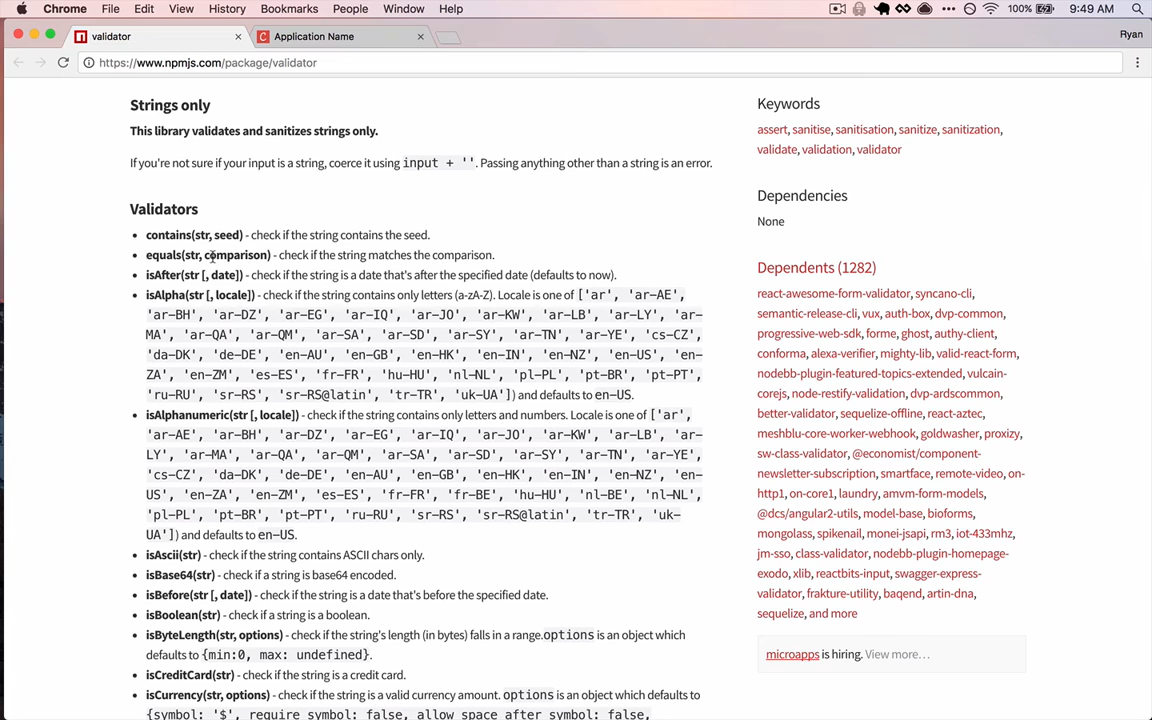 Chrome File Edit View History Bookmarks People Window Help 100% 9:49 AM
validator Application Name Ryan
https://www.npmjs.com/package/validator
Strings only
This library validates and sanitizes strings only.
If you're not sure if your input is a string, coerce it using input + ''. Passing anything other than a string is an error.
Validators
• contains(str, seed) - check if the string contains the seed.
• equals(str, comparison) - check if the string matches the comparison.
• isAfter(str [, date]) - check if the string is a date that's after the specified date (defaults to now).
• isAlpha(str [, locale]) - check if the string contains only letters (a-zA-Z). Locale is one of ['ar', 'ar-AE',
'ar-BH', 'ar-DZ', 'ar-EG', 'ar-IQ', 'ar-JO', 'ar-KW', 'ar-LB', 'ar-LY', 'ar-
MA', 'ar-QA', 'ar-QM', 'ar-SA', 'ar-SD', 'ar-SY', 'ar-TN', 'ar-YE', 'cs-CZ',
'da-DK', 'de-DE', 'en-AU', 'en-GB', 'en-HK', 'en-IN', 'en-NZ', 'en-US', 'en-
ZA', 'en-ZM', 'es-ES', 'fr-FR', 'hu-HU', 'nl-NL', 'pl-PL', 'pt-BR', 'pt-PT',
'ru-RU', 'sr-RS', 'sr-RS@latin', 'tr-TR', 'uk-UA']) and defaults to en-US.
• isAlphanumeric(str [, locale]) - check if the string contains only letters and numbers. Locale is one of ['ar',
'ar-AE', 'ar-BH', 'ar-DZ', 'ar-EG', 'ar-IQ', 'ar-JO', 'ar-KW', 'ar-LB', 'ar-
LY', 'ar-MA', 'ar-QA', 'ar-QM', 'ar-SA', 'ar-SD', 'ar-SY', 'ar-TN', 'ar-YE',
'cs-CZ', 'da-DK', 'de-DE', 'en-AU', 'en-GB', 'en-HK', 'en-IN', 'en-NZ', 'en-
US', 'en-ZA', 'en-ZM', 'es-ES', 'fr-FR', 'fr-BE', 'hu-HU', 'nl-BE', 'nl-NL',
'pl-PL', 'pt-BR', 'pt-PT', 'ru-RU', 'sr-RS', 'sr-RS@latin', 'tr-TR', 'uk-
UA']) and defaults to en-US.
• isAscii(str) - check if the string contains ASCII chars only.
• isBase64(str) - check if a string is base64 encoded.
• isBefore(str [, date]) - check if the string is a date that's before the specified date.
• isBoolean(str) - check if a string is a boolean.
• isByteLength(str, options) - check if the string's length (in bytes) falls in a range.options is an object which
defaults to {min:0, max: undefined}.
• isCreditCard(str) - check if the string is a credit card.
• isCurrency(str, options) - check if the string is a valid currency amount. options is an object which defaults to
{symbol: '$', require_symbol: false, allow_space_after_symbol: false,
Keywords
assert, sanitise, sanitisation, sanitize, sanitization,
validate, validation, validator
Dependencies
None
Dependents (1282)
react-awesome-form-validator, syncano-cli,
semantic-release-cli, vux, auth-box, dvp-common,
progressive-web-sdk, forme, ghost, authy-client,
conforma, alexa-verifier, mighty-lib, valid-react-form,
nodebb-plugin-featured-topics-extended, vulcain-
corejs, node-restify-validation, dvp-ardscommon,
better-validator, sequelize-offline, react-aztec,
meshblu-core-worker-webhook, goldwasher, proxizy,
sw-class-validator, @economist/component-
newsletter-subscription, smartface, remote-video, on-
http1, on-core1, laundry, amvm-form-models,
@dcs/angular2-utils, model-base, bioforms,
mongolass, spikenail, monei-jsapi, rm3, iot-433mhz,
jm-sso, class-validator, nodebb-plugin-homepage-
exodo, xlib, reactbits-input, swagger-express-
validator, frakture-utility, baqend, artin-dna,
sequelize, and more
microapps is hiring. View more…